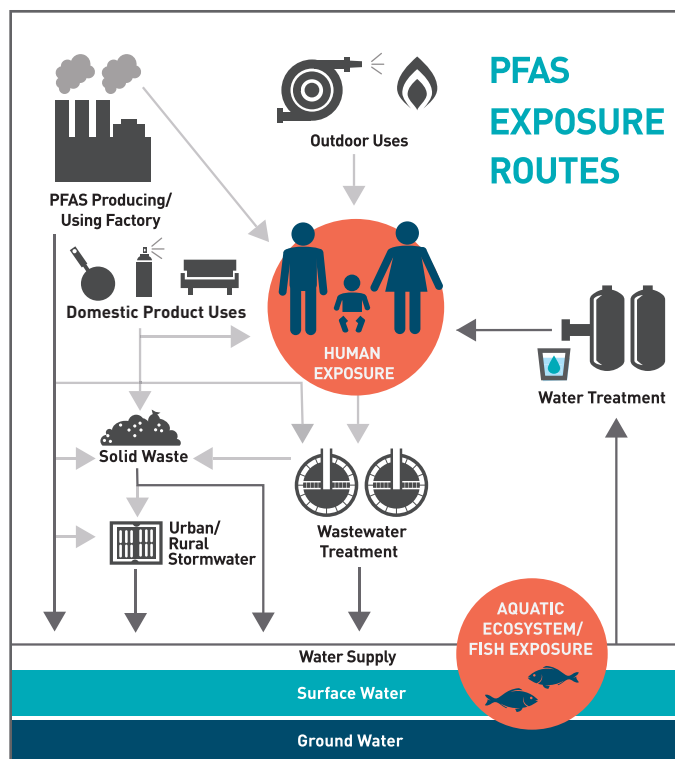 PFAS
EXPOSURE
ROUTES
Outdoor Uses
PFAS Producing/
Using Factory
Domestic Product Uses
HUMAN
EXPOSURE
Water Treatment
Solid Waste
Urban/
Rural
Stormwater
Wastewater
Treatment
AQUATIC
ECOSYSTEM/
FISH EXPOSURE
Water Supply
Surface Water
Ground Water